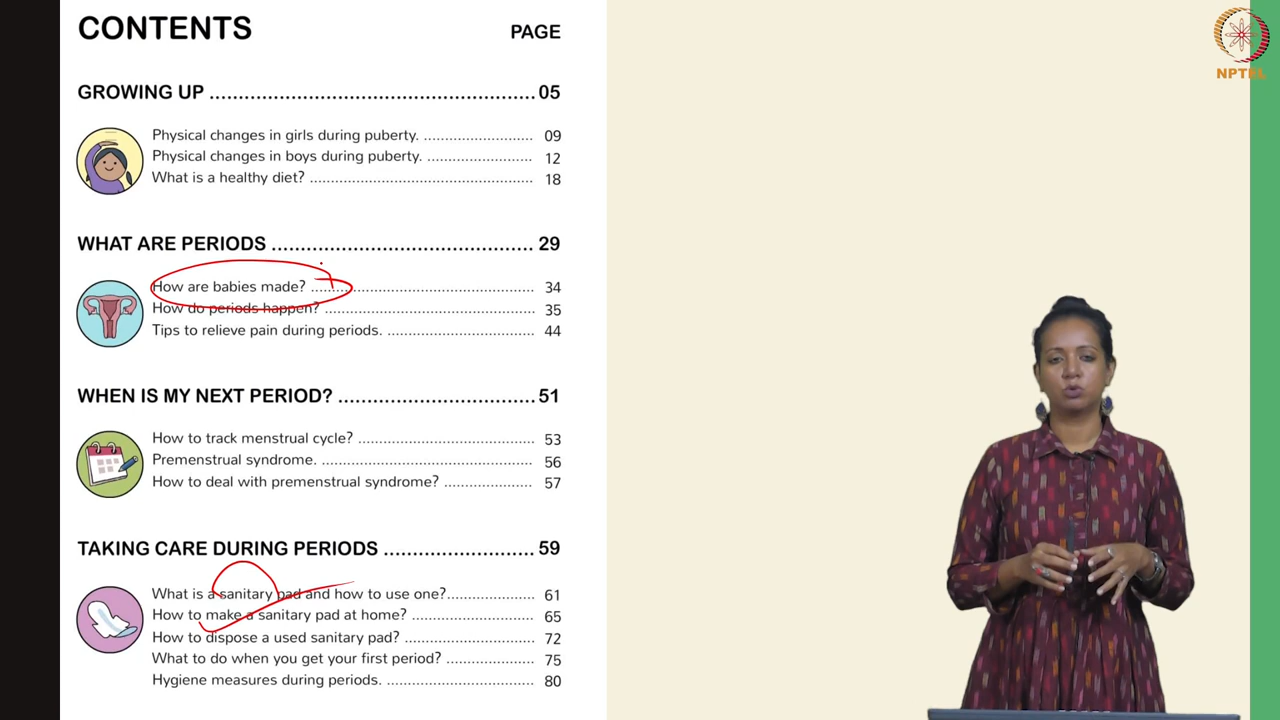 CONTENTS PAGE
GROWING UP ........................................ 05
Physical changes in girls during puberty. .......................... 09
Physical changes in boys during puberty. ......................... 12
What is a healthy diet? ...................................................... 18
WHAT ARE PERIODS ................................ 29
How are babies made? ...................................................... 34
How do periods happen? .................................................. 35
Tips to relieve pain during periods. ................................... 44
WHEN IS MY NEXT PERIOD? ........................ 51
How to track menstrual cycle? .......................................... 53
Premenstrual syndrome. ................................................... 56
How to deal with premenstrual syndrome? ..................... 57
TAKING CARE DURING PERIODS .................. 59
What is a sanitary pad and how to use one?..................... 61
How to make a sanitary pad at home? ............................. 65
How to dispose a used sanitary pad? ............................... 72
What to do when you get your first period? ..................... 75
Hygiene measures during periods. ................................... 80
NPTEL